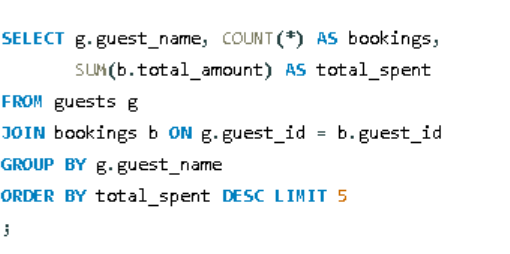 SELECT g.guest_name, COUNT(*) AS bookings,
SUM(b.total_amount) AS total_spent
FROM guests g
JOIN bookings b ON g.guest_id = b.guest_id
GROUP BY g.guest_name
ORDER BY total_spent DESC LIMIT 5
;